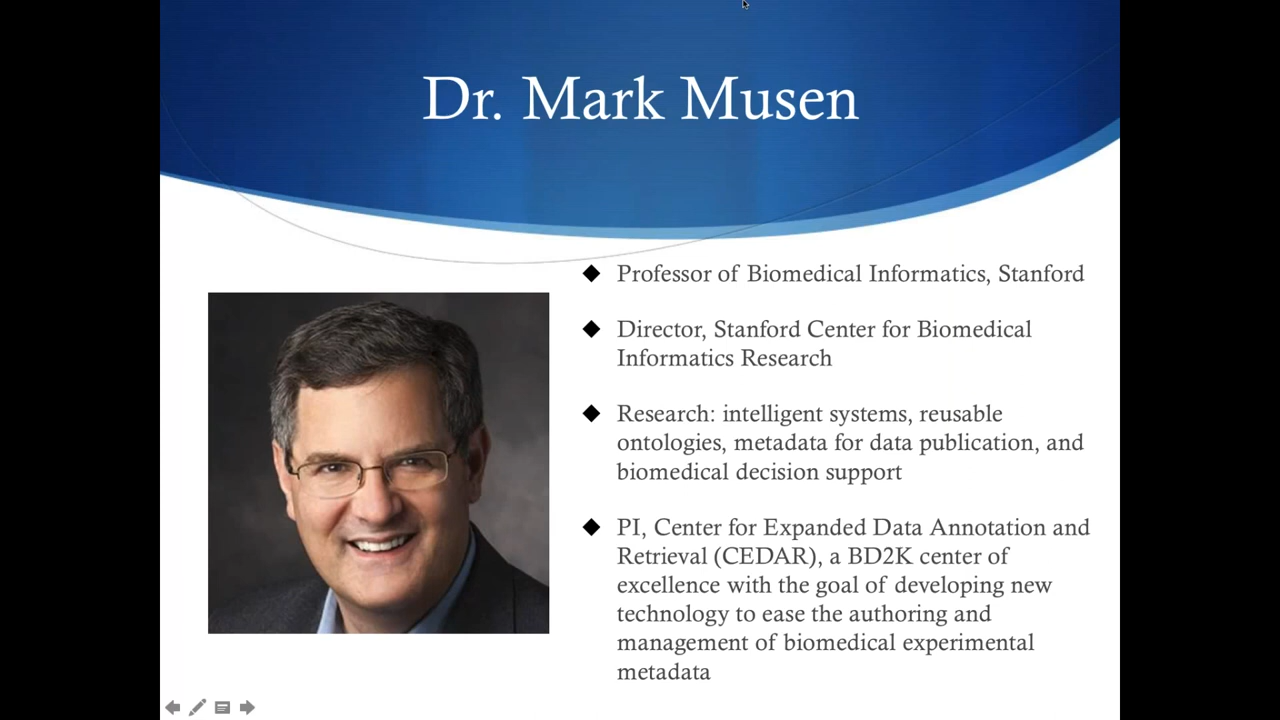 Dr. Mark Musen
Professor of Biomedical Informatics, Stanford
Director, Stanford Center for Biomedical
Informatics Research
Research: intelligent systems, reusable
ontologies, metadata for data publication, and
biomedical decision support
PI, Center for Expanded Data Annotation and
Retrieval (CEDAR), a BD2K center of
excellence with the goal of developing new
technology to ease the authoring and
management of biomedical experimental
metadata